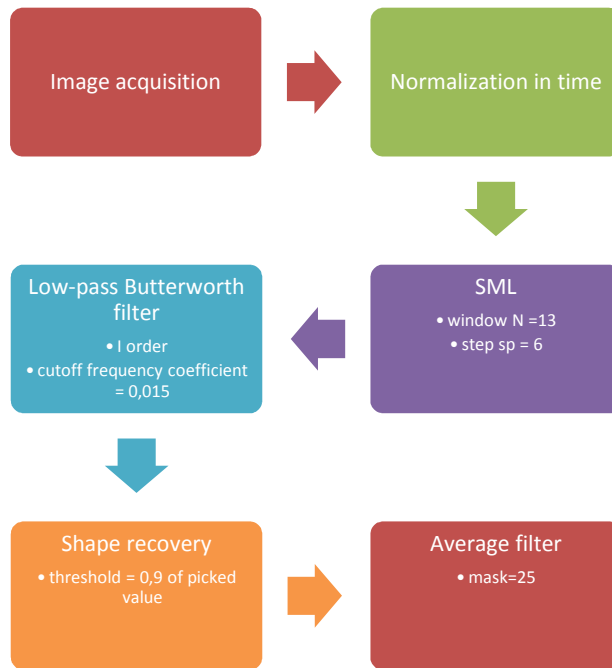 Image acquisition
Normalization in time
SML
• window N =13
• step sp = 6
Low-pass Butterworth
filter
• I order
• cutoff frequency coefficient
= 0,015
Shape recovery
• threshold = 0,9 of picked
value
Average filter
• mask=25